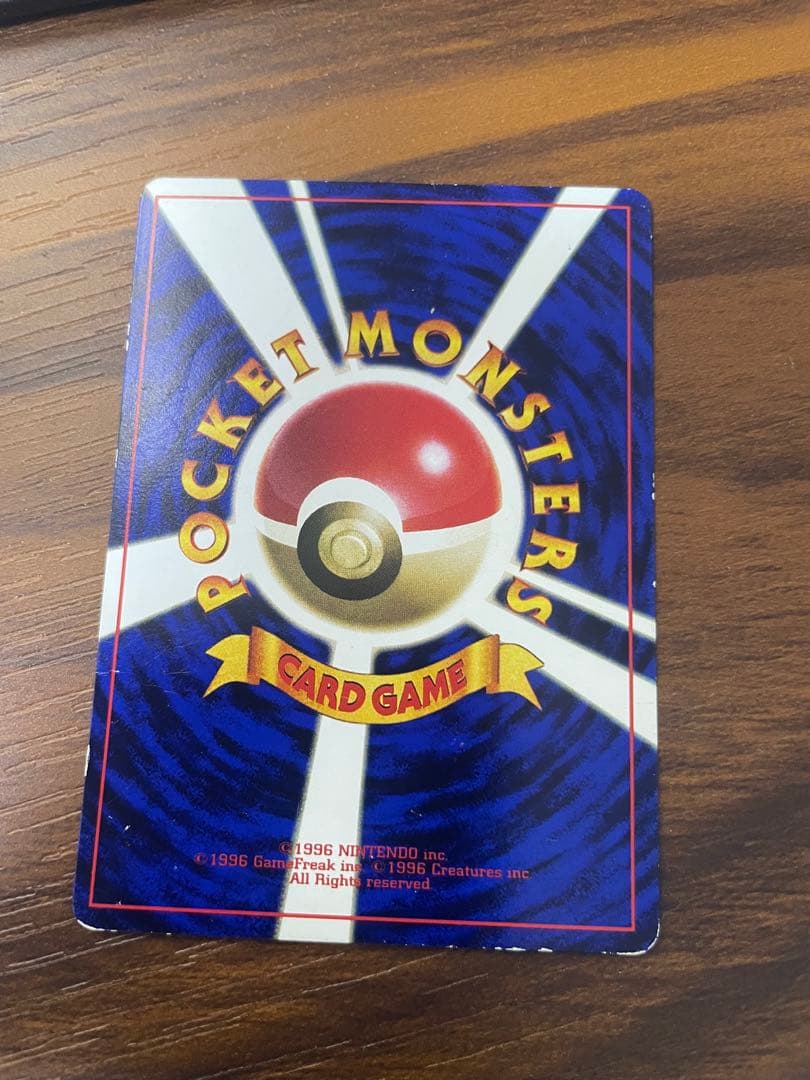 POCKET MONSTERS
CARD GAME
©1996 NINTENDO inc.
©1996 GameFreak inc. ©1996 Creatures inc.
All Rights reserved.